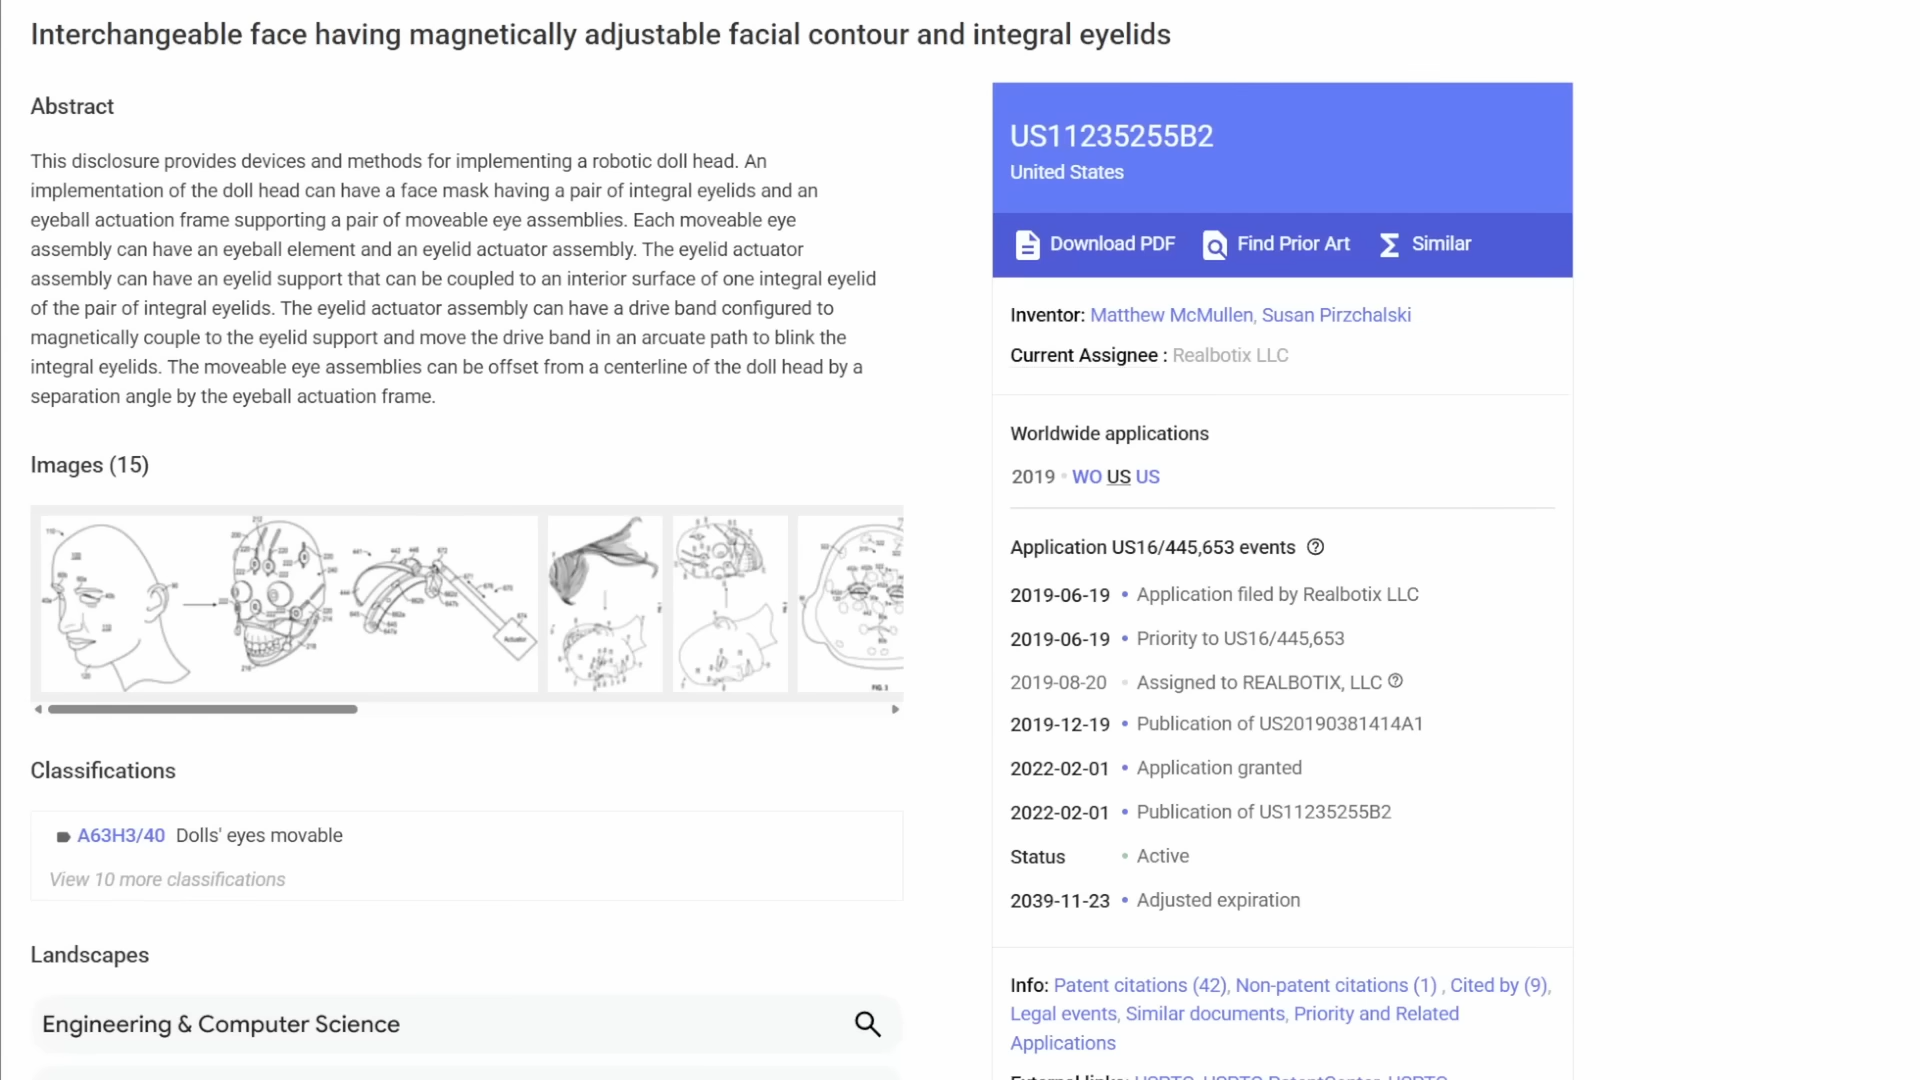 Interchangeable face having magnetically adjustable facial contour and integral eyelids
Abstract
This disclosure provides devices and methods for implementing a robotic doll head. An
implementation of the doll head can have a face mask having a pair of integral eyelids and an
eyeball actuation frame supporting a pair of moveable eye assemblies. Each moveable eye
assembly can have an eyeball element and an eyelid actuator assembly. The eyelid actuator
assembly can have an eyelid support that can be coupled to an interior surface of one integral eyelid
of the pair of integral eyelids. The eyelid actuator assembly can have a drive band configured to
magnetically couple to the eyelid support and move the drive band in an arcuate path to blink the
integral eyelids. The moveable eye assemblies can be offset from a centerline of the doll head by a
separation angle by the eyeball actuation frame.
Images (15)
Actuator
FIG. 3
Classifications
A63H3/40 Dolls' eyes movable
View 10 more classifications
Landscapes
Engineering & Computer Science
US11235255B2
United States
Download PDF Find Prior Art Similar
Inventor: Matthew McMullen, Susan Pirzchalski
Current Assignee : Realbotix LLC
Worldwide applications
2019 • WO US US
Application US16/445,653 events
2019-06-19 • Application filed by Realbotix LLC
2019-06-19 • Priority to US16/445,653
2019-08-20 • Assigned to REALBOTIX, LLC
2019-12-19 • Publication of US20190381414A1
2022-02-01 • Application granted
2022-02-01 • Publication of US11235255B2
Status • Active
2039-11-23 • Adjusted expiration
Info: Patent citations (42), Non-patent citations (1) , Cited by (9),
Legal events, Similar documents, Priority and Related
Applications
External links: USPTO, USPTO PatentCenter, USPTO